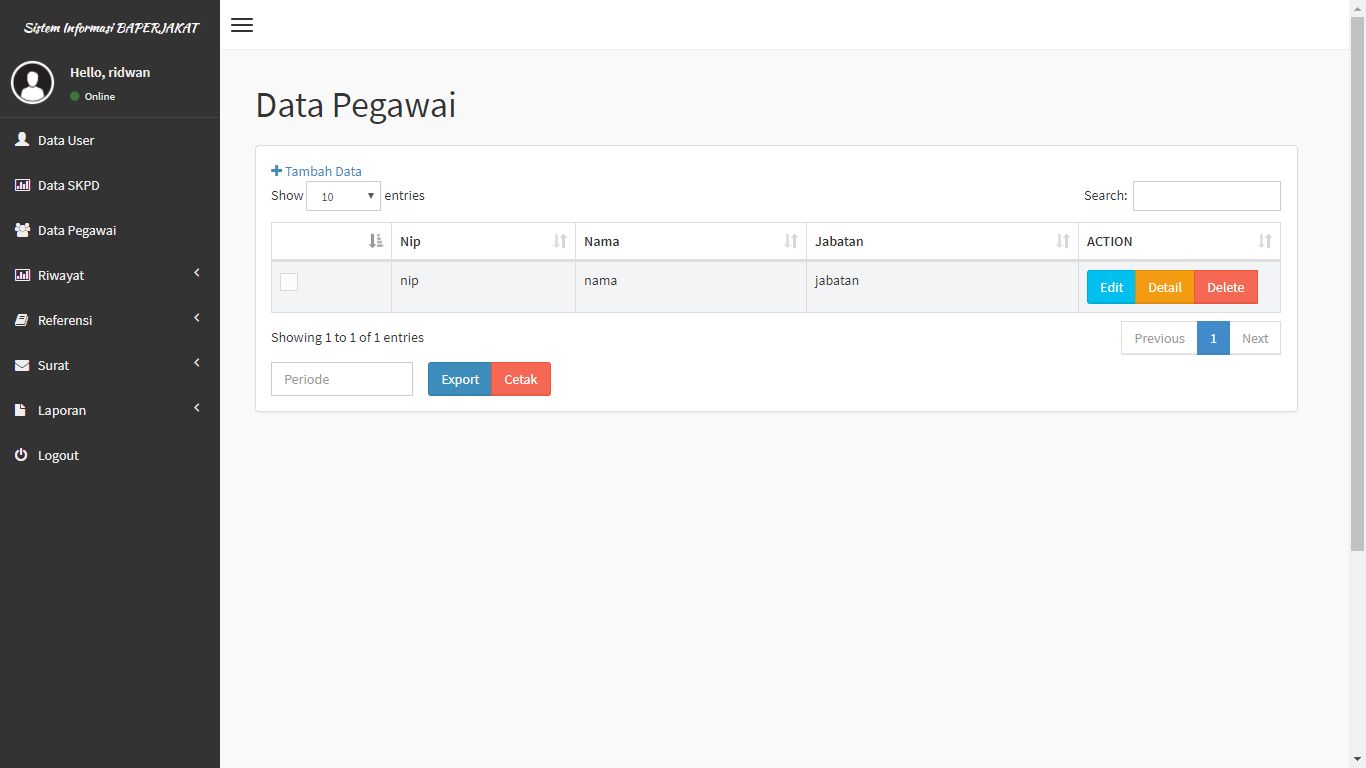 Sistem Informasi BAPERJAKAT
Hello, ridwan
Online
Data User
Data SKPD
Data Pegawai
Riwayat
Referensi
Surat
Laporan
Logout
Data Pegawai
Tambah Data
Show 10 entries Search:
Nip Nama Jabatan ACTION
nip nama jabatan Edit Detail Delete
Showing 1 to 1 of 1 entries Previous 1 Next
Periode Export Cetak